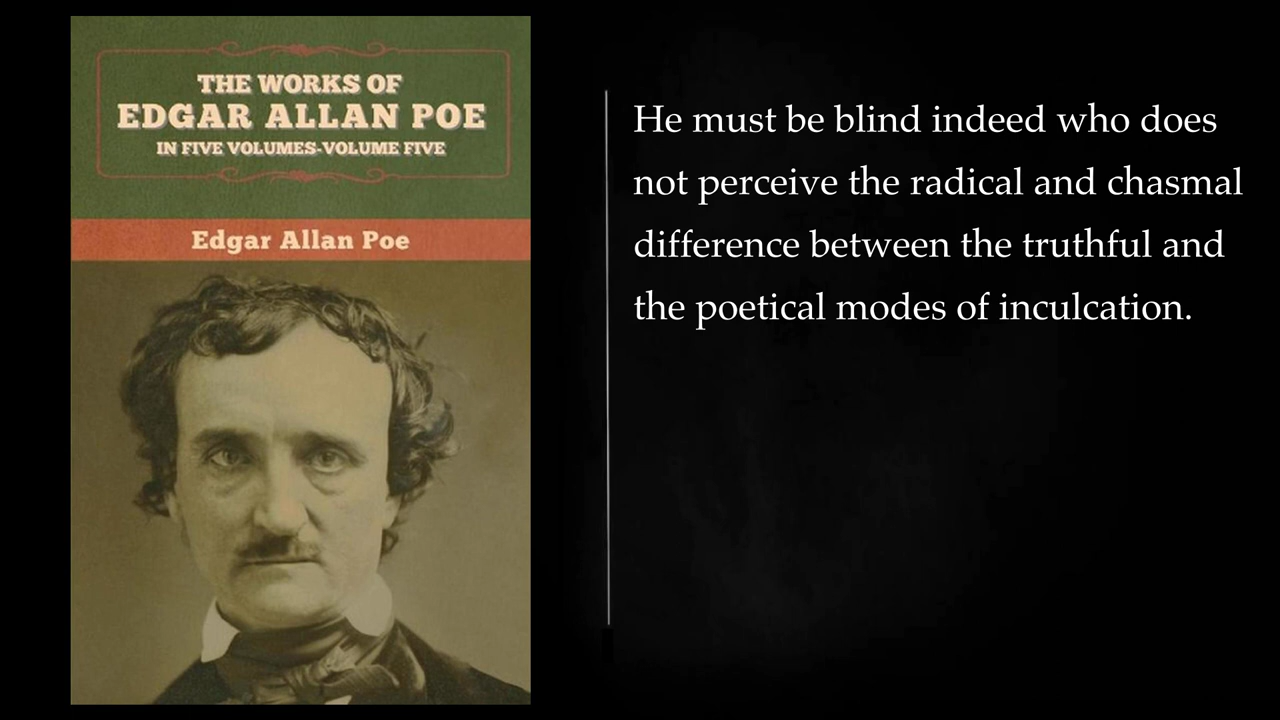 THE WORKS OF
EDGAR ALLAN POE
IN FIVE VOLUMES-VOLUME FIVE
Edgar Allan Poe
He must be blind indeed who does
not perceive the radical and chasmal
difference between the truthful and
the poetical modes of inculcation.